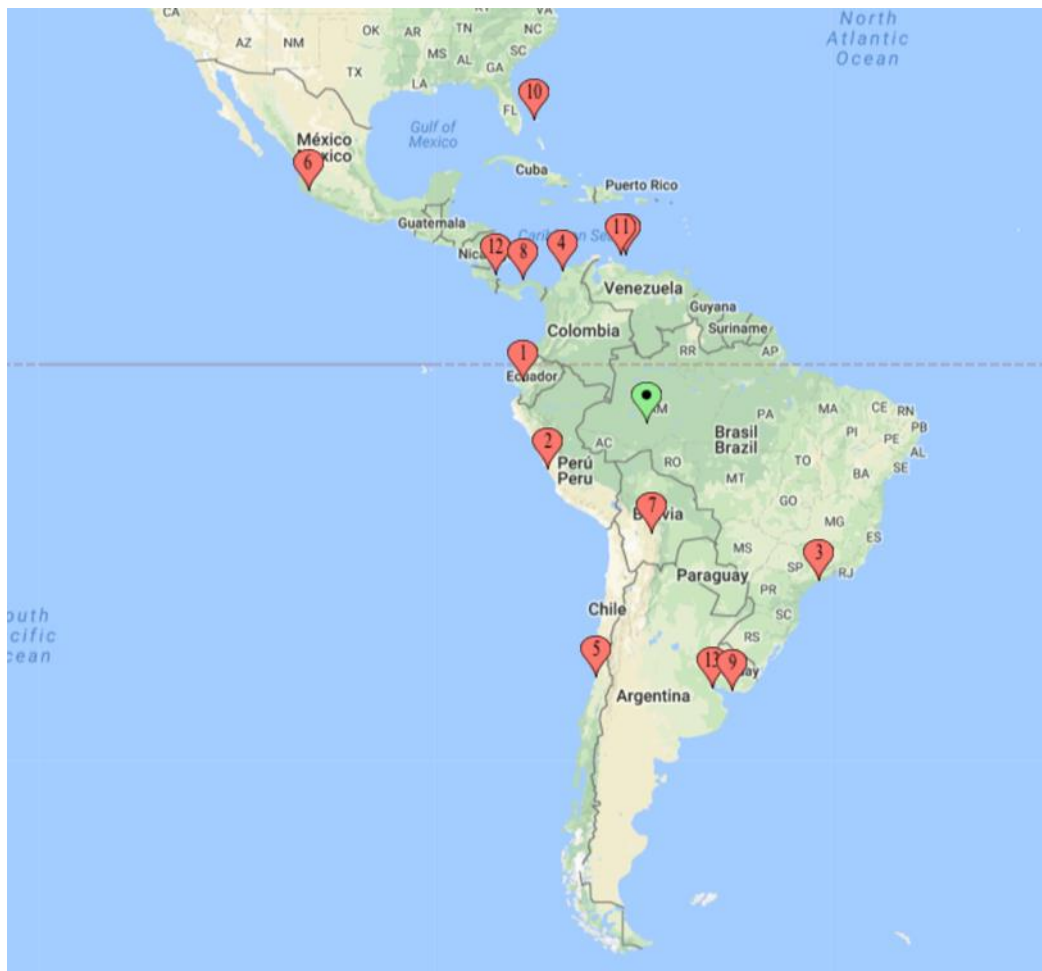 CA
VA
North
Atlantic
Ocean
OK
AR
TN
NC
AZ
NM
MS
AL
GA
SC
TX
LA
10
FL
Gulf of
Mexico
México
6
Cuba
Puerto Rico
Guatemala
11
12
8
4
Venezuela
Guyana
Colombia
Suriname
RR
AP
1
Ecuador
AM
PA
MA
CE
RN
Brasil
Brazil
PI
PB
PE
AL
2
AC
Perú
Peru
RO
TO
SE
BA
MT
7
GO
MG
ES
MS
3
SP
RJ
Paraguay
PR
Chile
SC
RS
5
13
9
Argentina